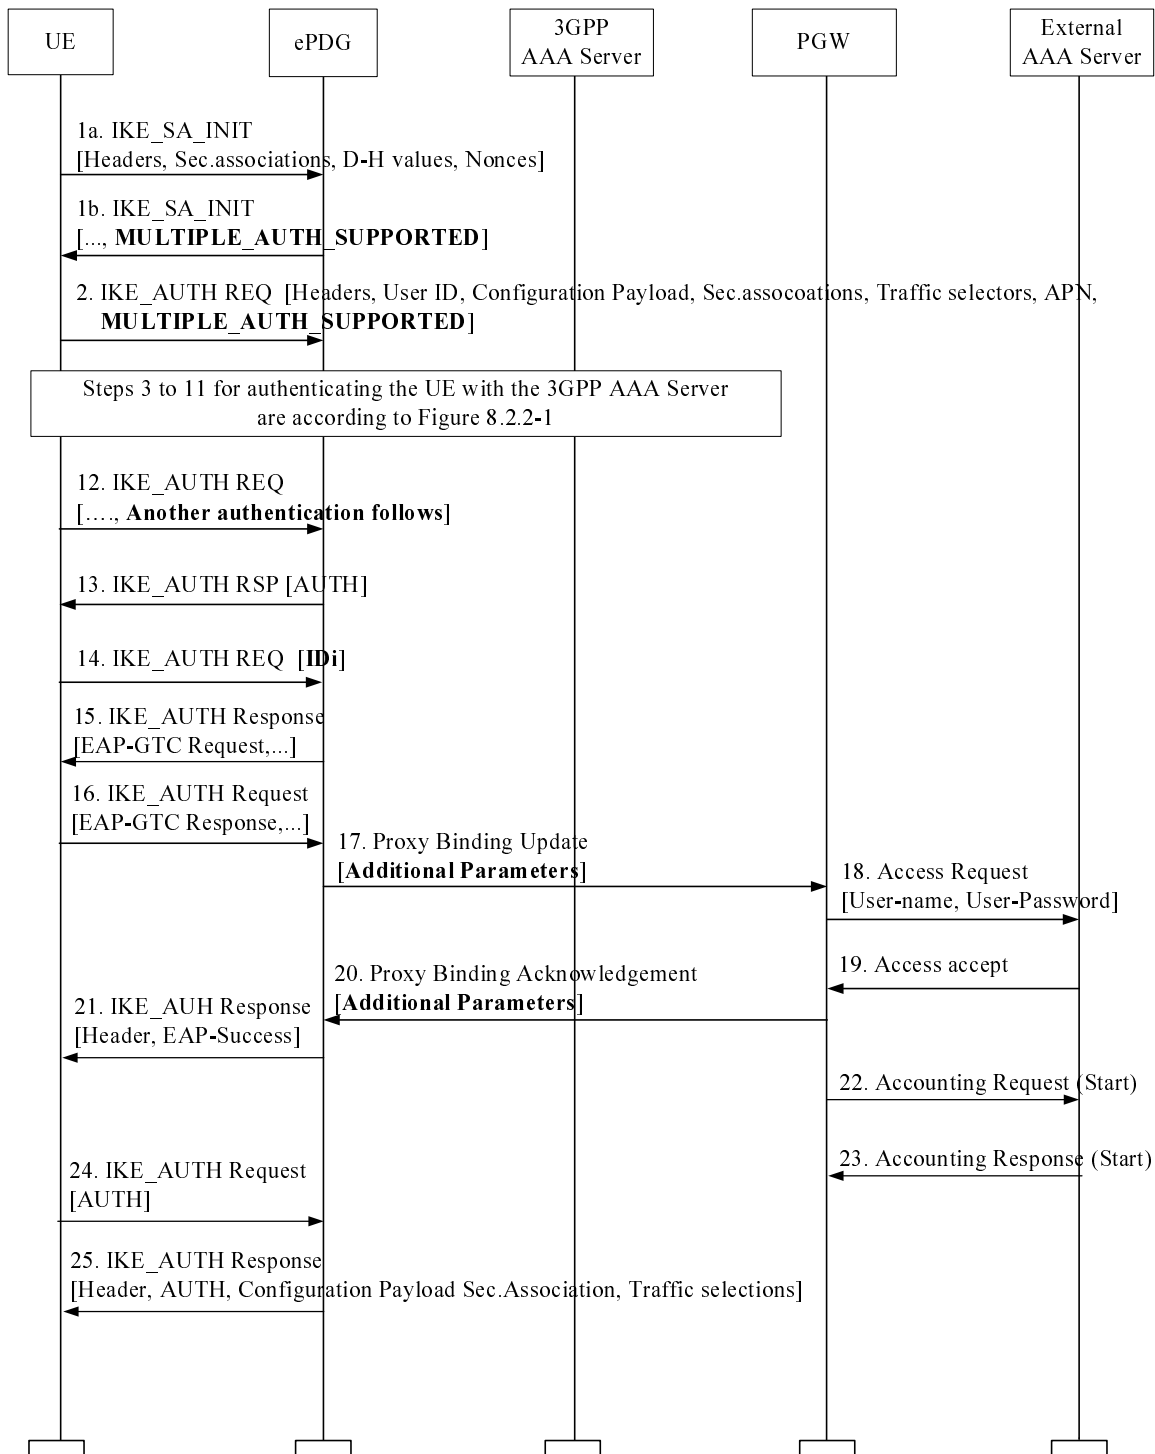 UE
ePDG
3GPP
AAA Server
PGW
External
AAA Server
1a. IKE_SA_INIT
[Headers, Sec.associations, D-H values, Nonces]
1b. IKE_SA_INIT
[..., MULTIPLE_AUTH_SUPPORTED]
2. IKE_AUTH REQ [Headers, User ID, Configuration Payload, Sec.assocoations, Traffic selectors, APN,
MULTIPLE_AUTH_SUPPORTED]
Steps 3 to 11 for authenticating the UE with the 3GPP AAA Server
are according to Figure 8.2.2-1
12. IKE_AUTH REQ
[...., Another authentication follows]
13. IKE_AUTH RSP [AUTH]
14. IKE_AUTH REQ [IDi]
15. IKE_AUTH Response
[EAP-GTC Request,...]
16. IKE_AUTH Request
[EAP-GTC Response,...]
17. Proxy Binding Update
[Additional Parameters]
18. Access Request
[User-name, User-Password]
19. Access accept
20. Proxy Binding Acknowledgement
[Additional Parameters]
21. IKE_AUH Response
[Header, EAP-Success]
22. Accounting Request (Start)
23. Accounting Response (Start)
24. IKE_AUTH Request
[AUTH]
25. IKE_AUTH Response
[Header, AUTH, Configuration Payload Sec.Association, Traffic selections]